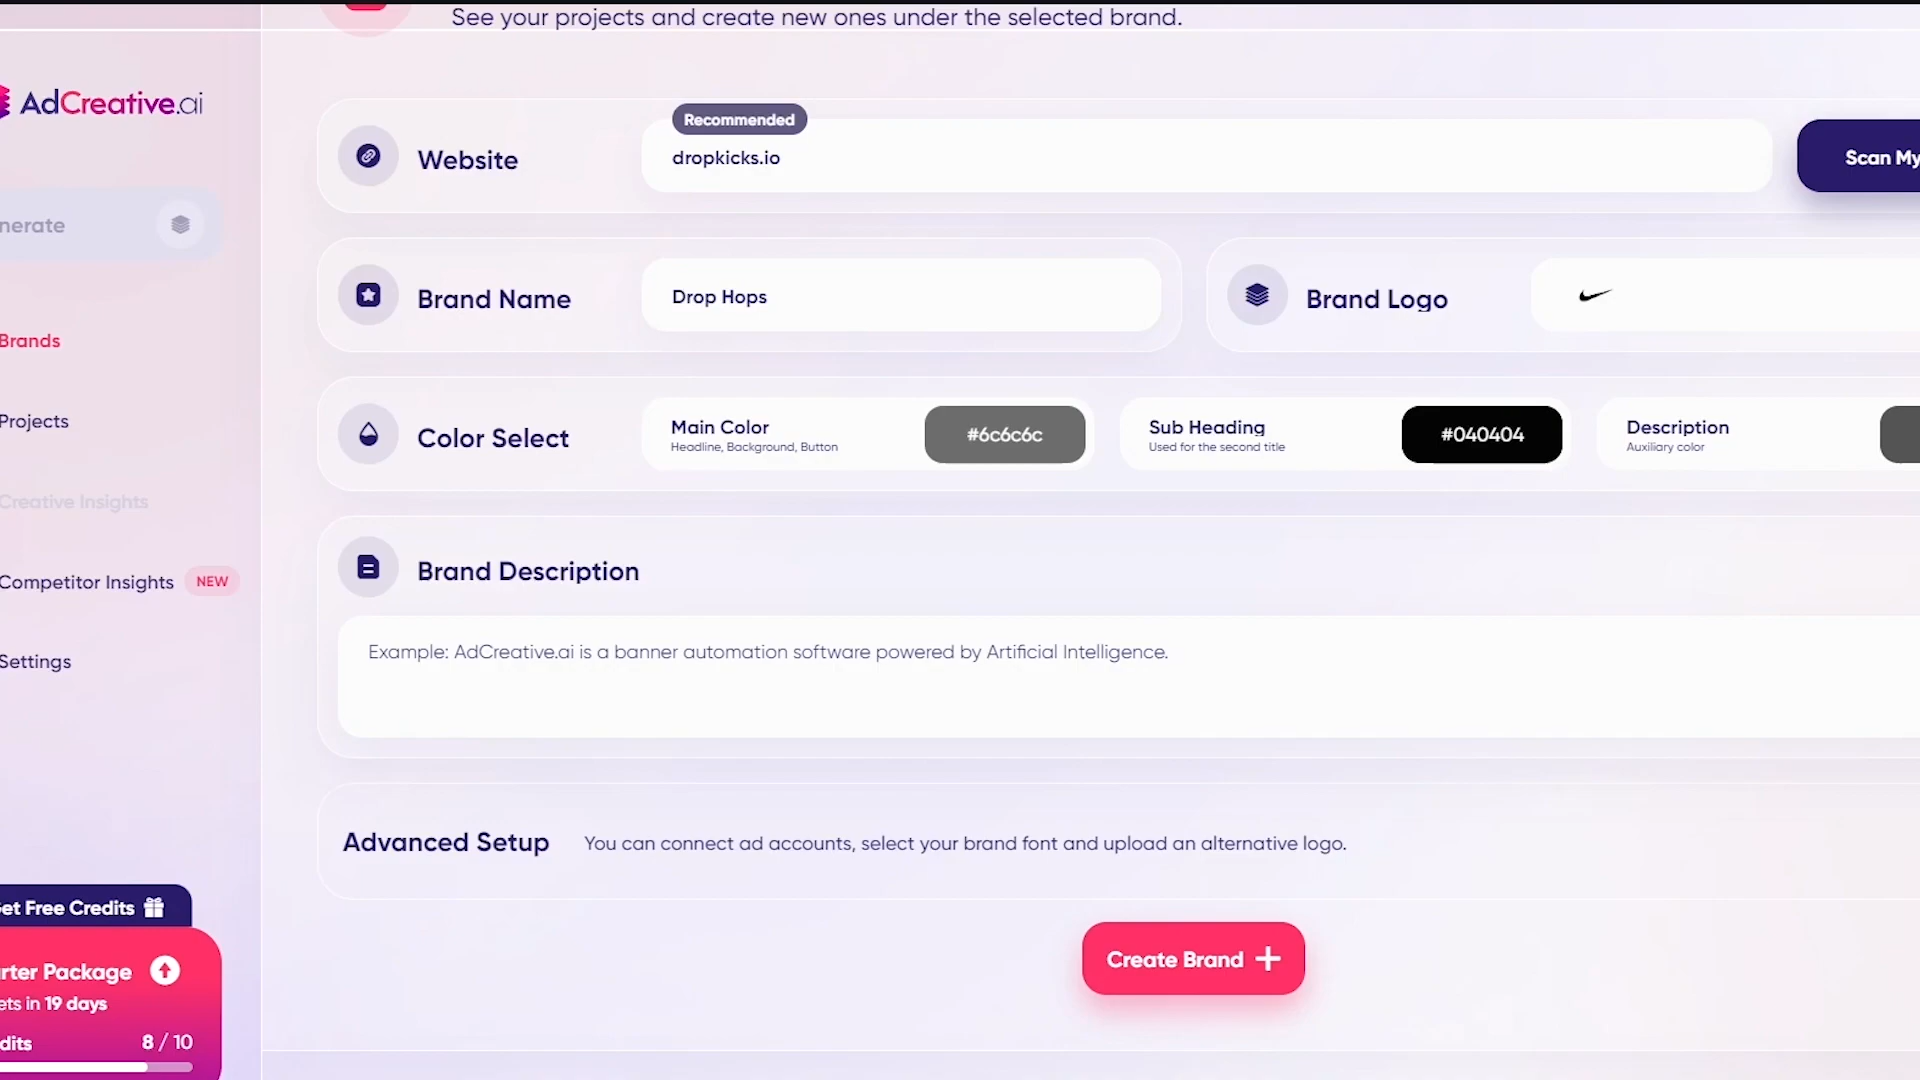 See your projects and create new ones under the selected brand.
AdCreative.ai
Recommended
Website
dropkicks.io
Scan My
nerate
Brand Name
Drop Hops
Brand Logo
Brands
Projects
Color Select
Main Color
Headline, Background, Button
#6c6c6c
Sub Heading
Used for the second title
#040404
Description
Auxiliary color
Creative Insights
Competitor Insights NEW
Settings
Brand Description
Example: AdCreative.ai is a banner automation software powered by Artificial Intelligence.
Advanced Setup
You can connect ad accounts, select your brand font and upload an alternative logo.
Get Free Credits
rter Package
ets in 19 days
dits 8 / 10
Create Brand +